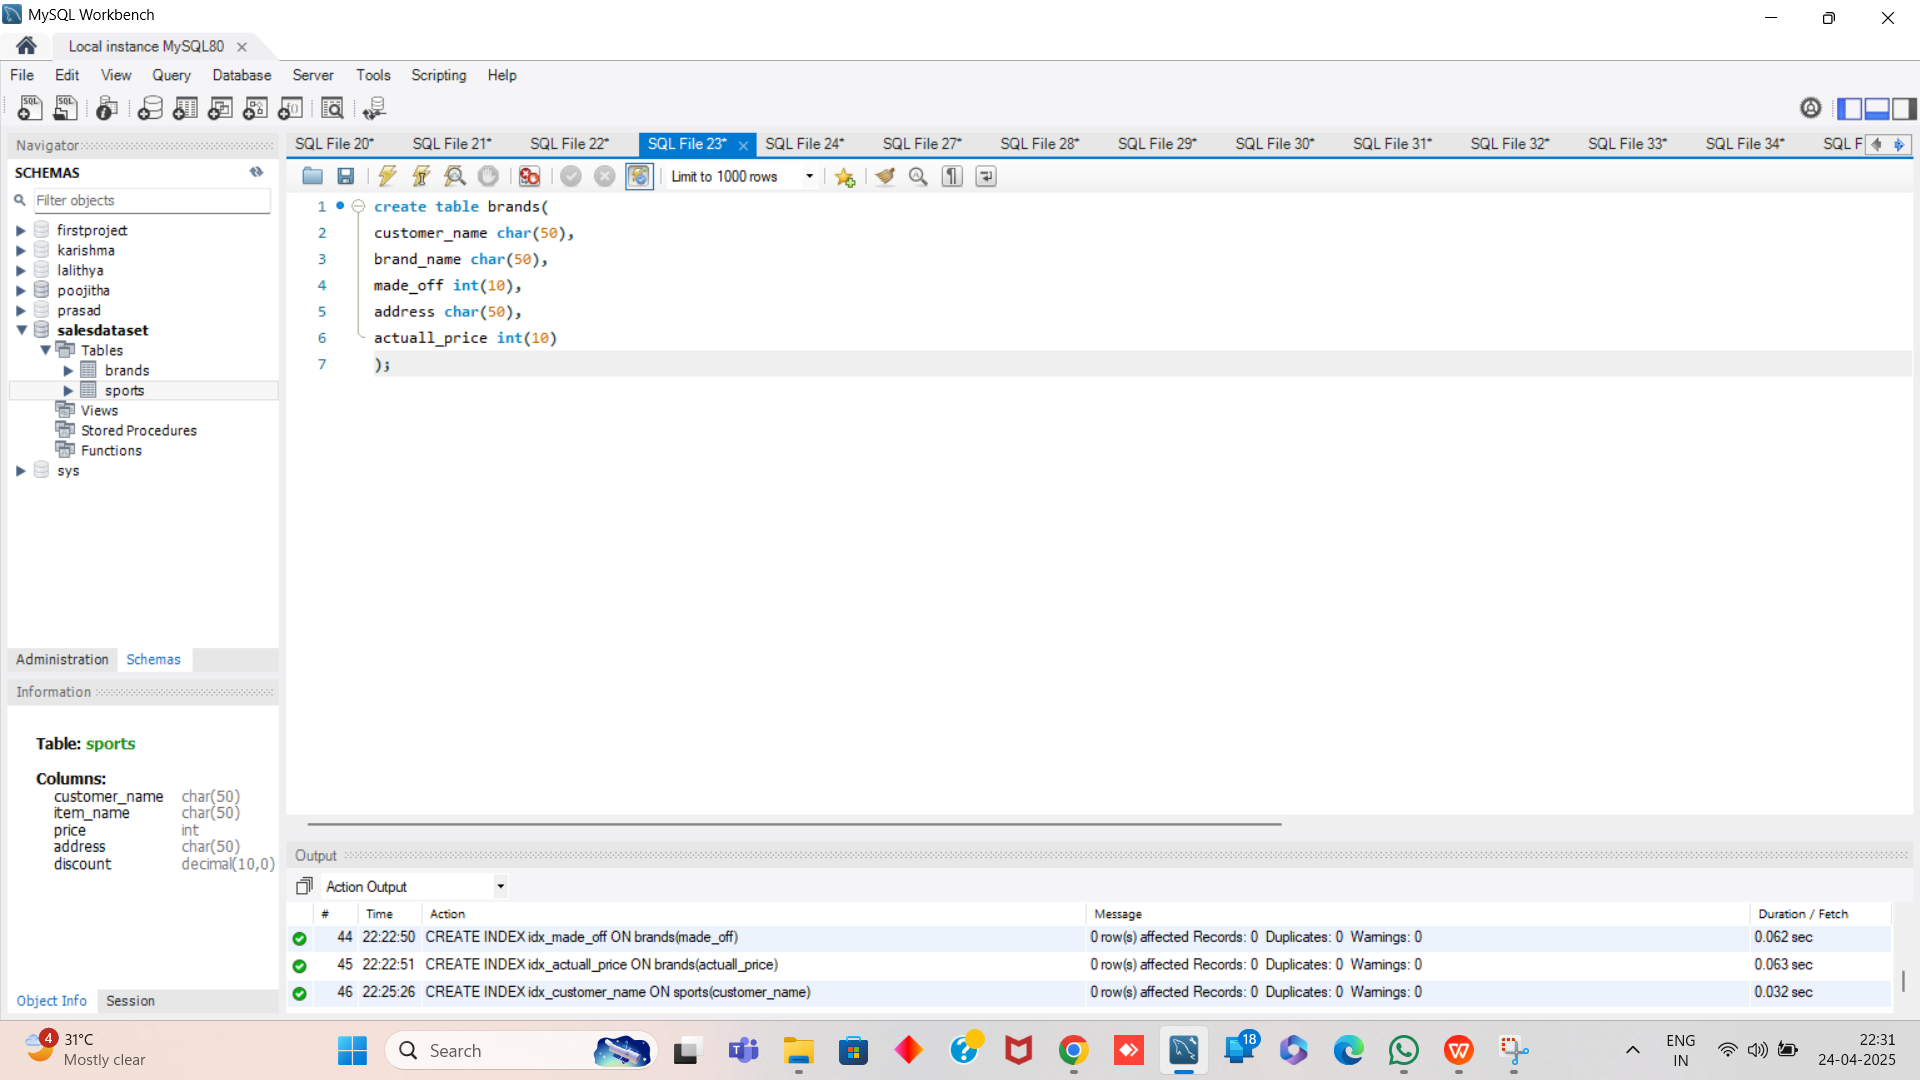 MySQL Workbench
Local instance MySQL80
File Edit View Query Database Server Tools Scripting Help
Navigator
SCHEMAS
Filter objects
firstproject
karishma
lalithya
poojitha
prasad
salesdataset
Tables
brands
sports
Views
Stored Procedures
Functions
sys
Administration Schemas
Information
Table: sports
Columns:
customer_name char(50)
item_name char(50)
price int
address char(50)
discount decimal(10,0)
Object Info Session
SQL File 20* SQL File 21* SQL File 22* SQL File 23* SQL File 24* SQL File 27* SQL File 28* SQL File 29* SQL File 30* SQL File 31* SQL File 32* SQL File 33* SQL File 34* SQL F
Limit to 1000 rows
1 create table brands(
2 customer_name char(50),
3 brand_name char(50),
4 made_off int(10),
5 address char(50),
6 actuall_price int(10)
7 );
Output
Action Output
# Time Action Message Duration / Fetch
44 22:22:50 CREATE INDEX idx_made_off ON brands(made_off) 0 row(s) affected Records: 0 Duplicates: 0 Warnings: 0 0.062 sec
45 22:22:51 CREATE INDEX idx_actuall_price ON brands(actuall_price) 0 row(s) affected Records: 0 Duplicates: 0 Warnings: 0 0.063 sec
46 22:25:26 CREATE INDEX idx_customer_name ON sports(customer_name) 0 row(s) affected Records: 0 Duplicates: 0 Warnings: 0 0.032 sec
4
31°C
Mostly clear
Search
18
ENG
IN
22:31
24-04-2025